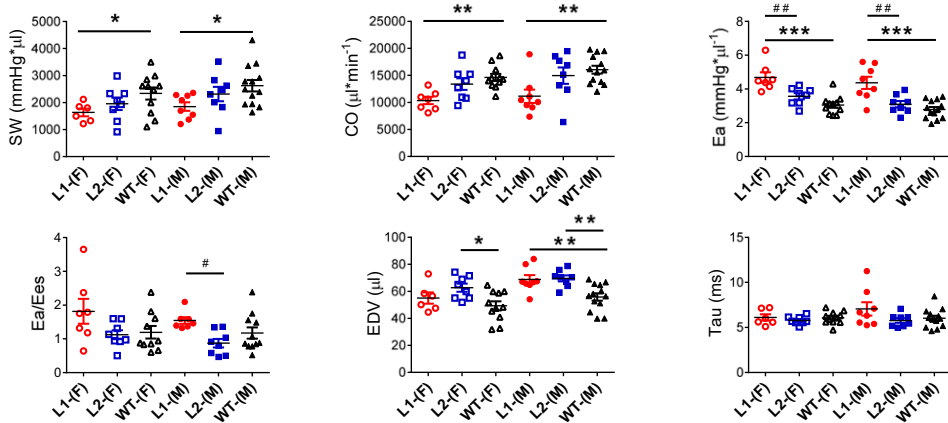 SW (mmHg*µl)
5000
4000
3000
2000
1000
0
*
*
L1-(F)
L2-(F)
WT-(F)
L1-(M)
L2-(M)
WT-(M)
CO (µl*min⁻¹)
25000
20000
15000
10000
5000
0
**
**
L1-(F)
L2-(F)
WT-(F)
L1-(M)
L2-(M)
WT-(M)
Ea (mmHg*µl⁻¹)
8
6
4
2
0
##
***
##
***
L1-(F)
L2-(F)
WT-(F)
L1-(M)
L2-(M)
WT-(M)
Ea/Ees
4
3
2
1
0
#
L1-(F)
L2-(F)
WT-(F)
L1-(M)
L2-(M)
WT-(M)
EDV (µl)
100
80
60
40
20
0
*
**
**
L1-(F)
L2-(F)
WT-(F)
L1-(M)
L2-(M)
WT-(M)
Tau (ms)
15
10
5
0
L1-(F)
L2-(F)
WT-(F)
L1-(M)
L2-(M)
WT-(M)